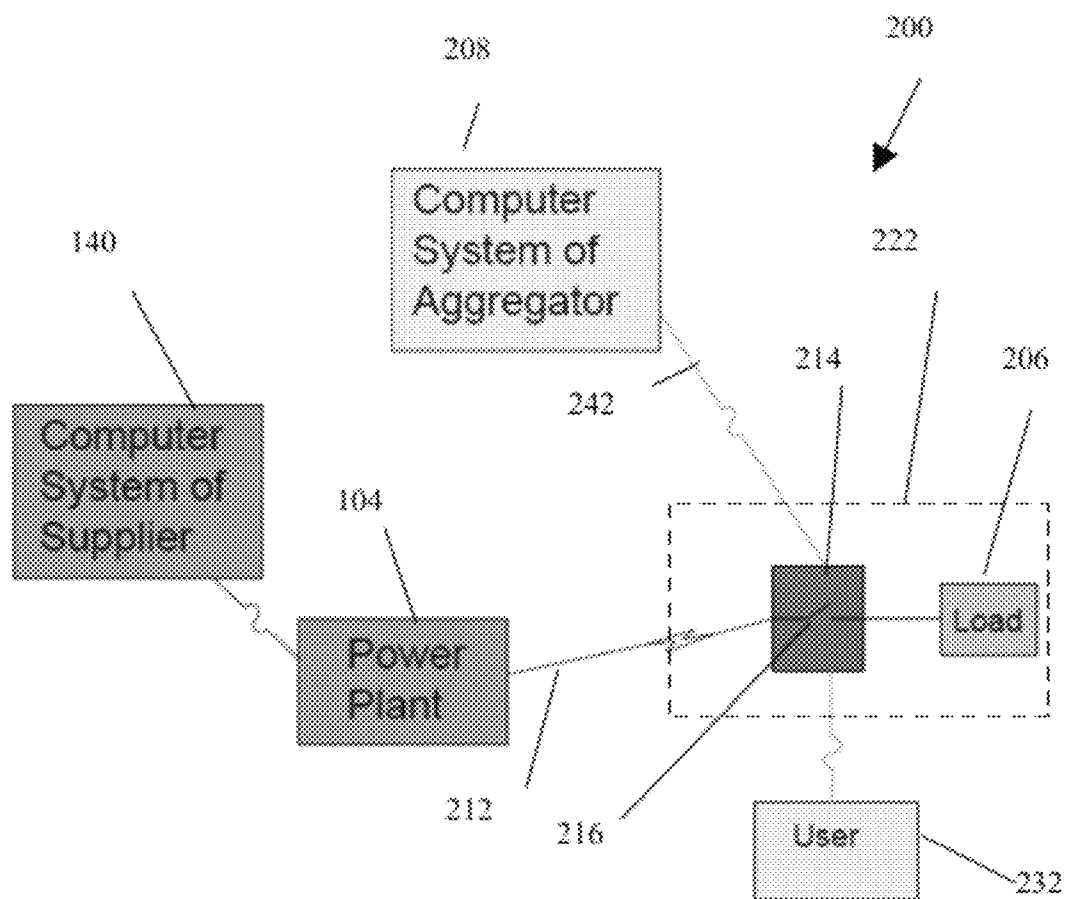 200
208
Computer
System of
Aggregator
222
140
214
206
242
Computer
System of
Supplier
104
Load
Power
Plant
212
216
User
232